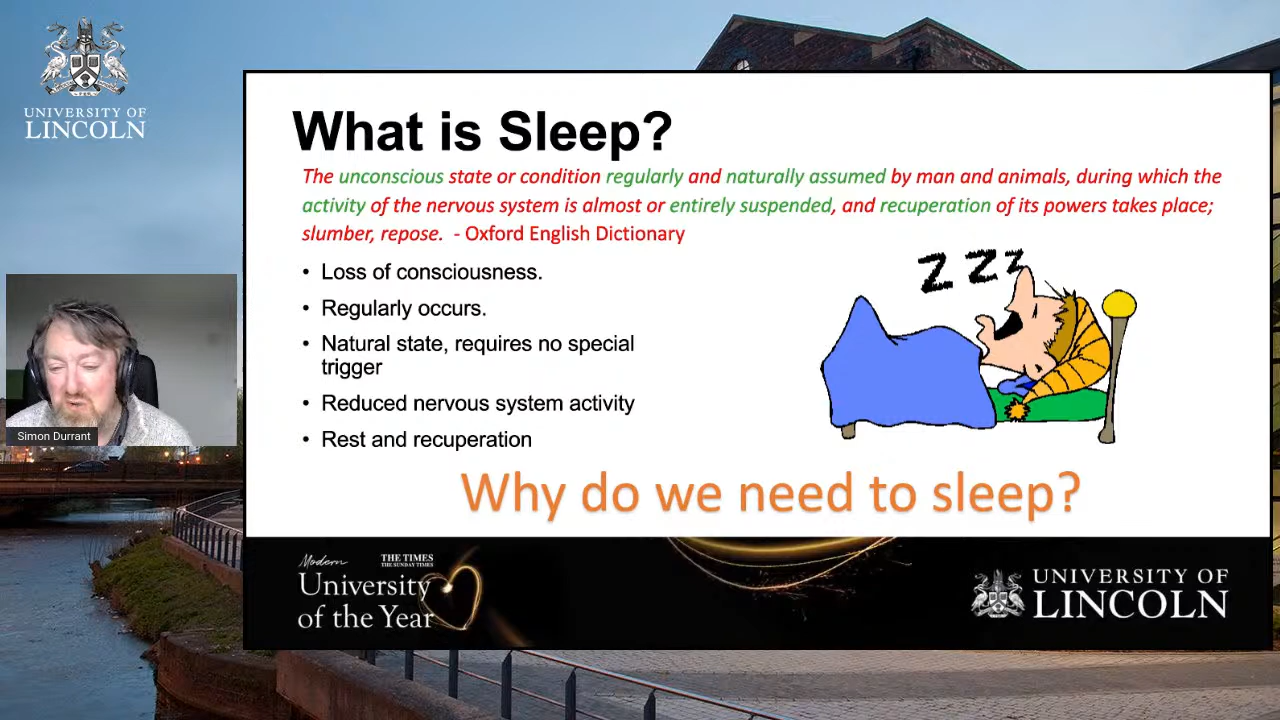 UNIVERSITY OF
LINCOLN
What is Sleep?
The unconscious state or condition regularly and naturally assumed by man and animals, during which the
activity of the nervous system is almost or entirely suspended, and recuperation of its powers takes place;
slumber, repose. - Oxford English Dictionary
• Loss of consciousness.
• Regularly occurs.
• Natural state, requires no special
trigger
• Reduced nervous system activity
• Rest and recuperation
z z z
Simon Durrant
Why do we need to sleep?
Modern
THE TIMES
THE SUNDAY TIMES
University
of the Year
UNIVERSITY OF
LINCOLN